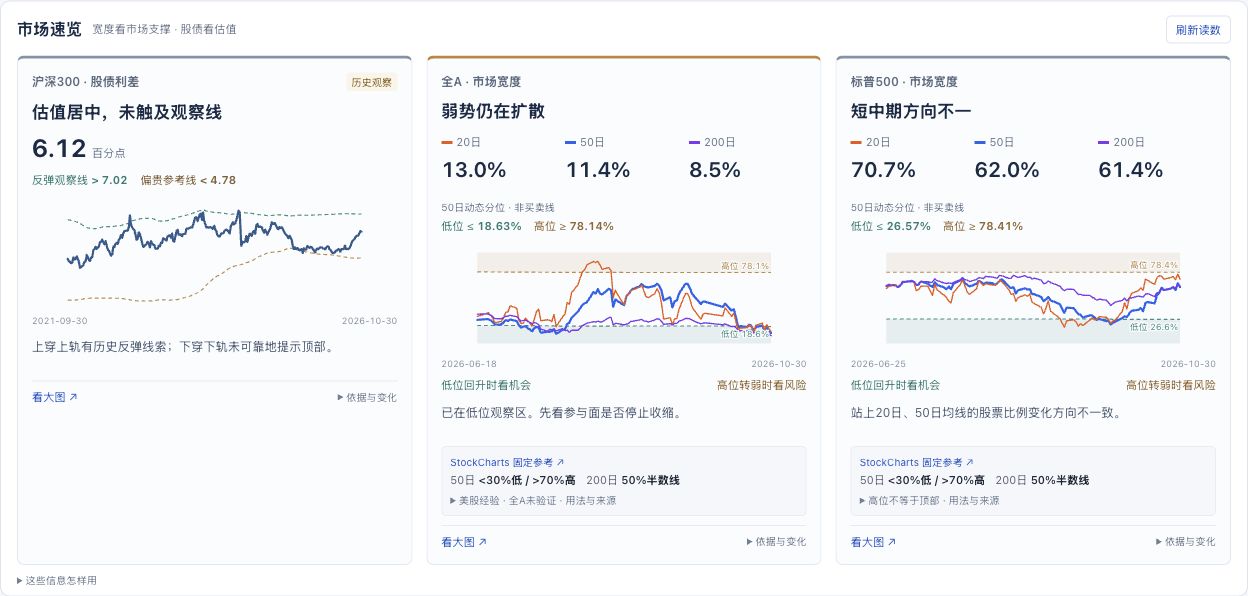 市场速览 宽度看市场支撑 · 股债看估值
刷新读数
沪深300 · 股债利差
历史观察
估值居中，未触及观察线
6.12 百分点
反弹观察线 > 7.02 偏贵参考线 < 4.78
2021-09-30 2026-10-30
上穿上轨有历史反弹线索；下穿下轨未可靠地提示顶部。
看大图 ↗ ▶ 依据与变化
全A · 市场宽度
弱势仍在扩散
20日 50日 200日
13.0% 11.4% 8.5%
50日动态分位 · 非买卖线
低位 ≤ 18.63% 高位 ≥ 78.14%
高位 78.1%
低位 18.6%
2026-06-18 2026-10-30
低位回升时看机会 高位转弱时看风险
已在低位观察区。先看参与面是否停止收缩。
StockCharts 固定参考 ↗
50日 <30%低 / >70%高 200日 50%半数线
▶ 美股经验 · 全A未验证 · 用法与来源
看大图 ↗ ▶ 依据与变化
标普500 · 市场宽度
短中期方向不一
20日 50日 200日
70.7% 62.0% 61.4%
50日动态分位 · 非买卖线
低位 ≤ 26.57% 高位 ≥ 78.41%
高位 78.4%
低位 26.6%
2026-06-25 2026-10-30
低位回升时看机会 高位转弱时看风险
站上20日、50日均线的股票比例变化方向不一致。
StockCharts 固定参考 ↗
50日 <30%低 / >70%高 200日 50%半数线
▶ 高位不等于顶部 · 用法与来源
看大图 ↗ ▶ 依据与变化
▶ 这些信息怎样用